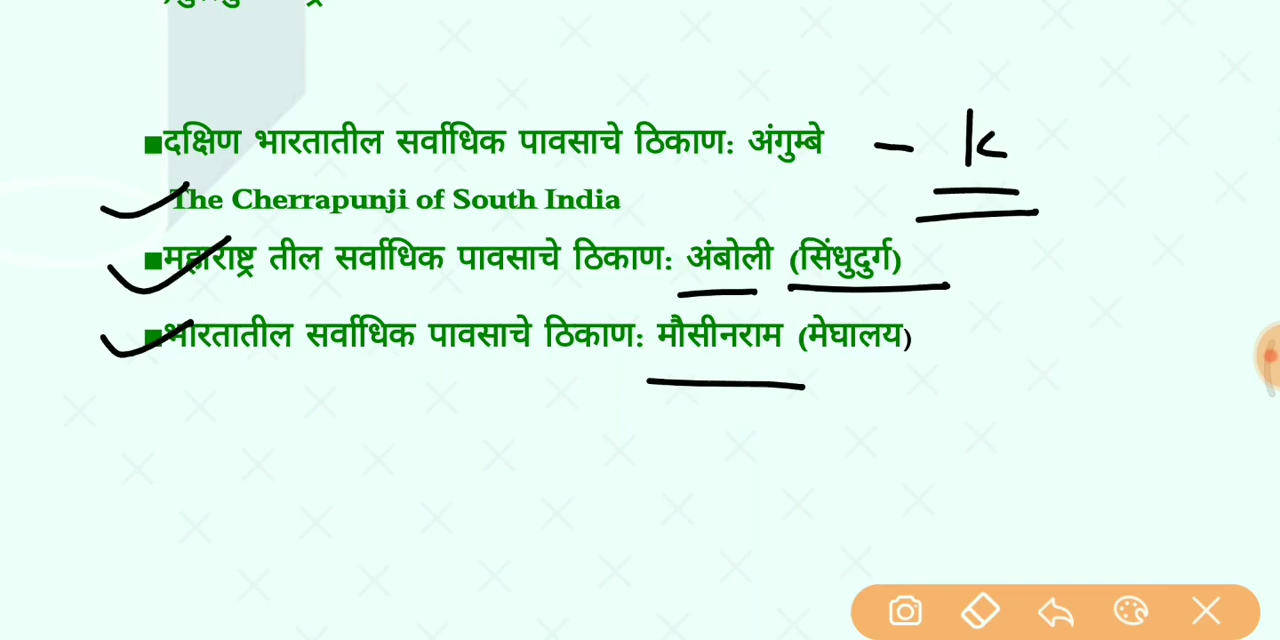 ■दक्षिण भारतातील सर्वाधिक पावसाचे ठिकाण: अंगुम्बे – K
The Cherrapunji of South India
■महाराष्ट्र तील सर्वाधिक पावसाचे ठिकाण: अंबोली (सिंधुदुर्ग)
■भारतातील सर्वाधिक पावसाचे ठिकाण: मौसीनराम (मेघालय)